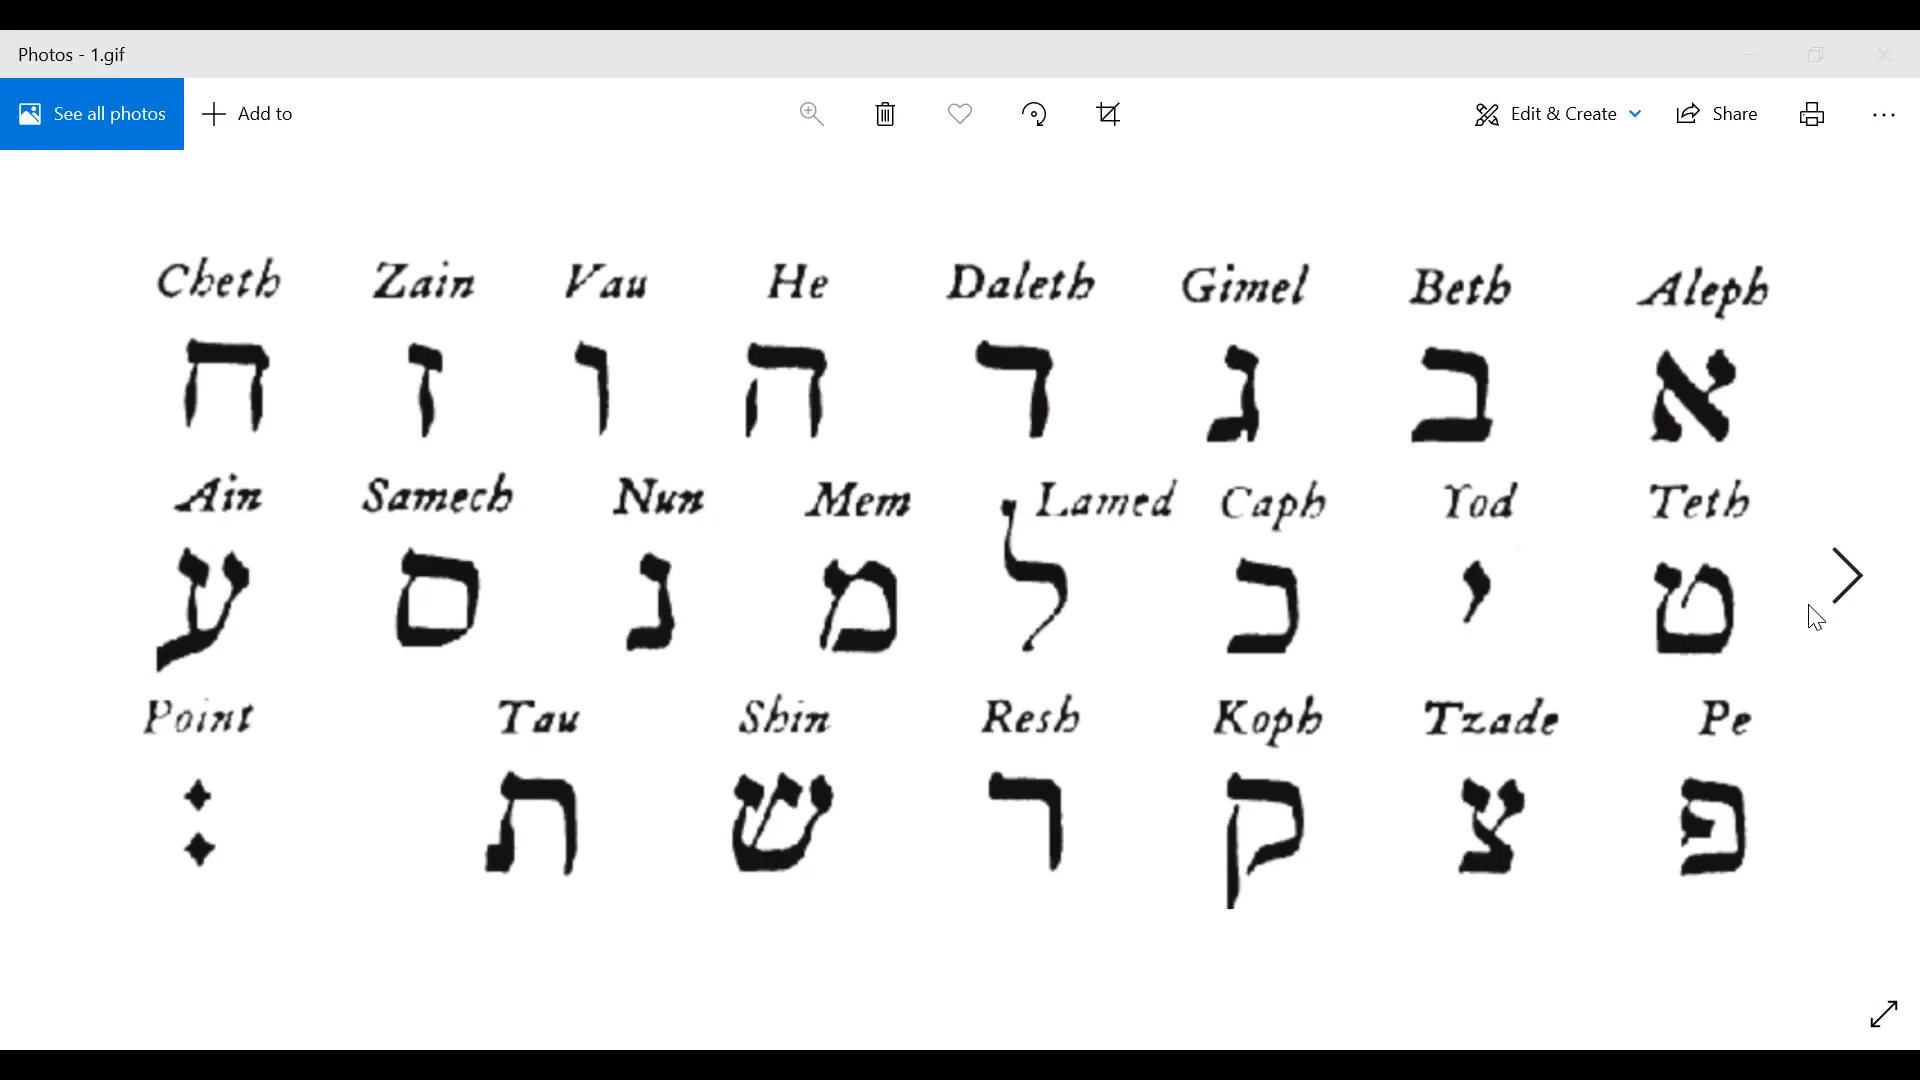 Photos - 1.gif
See all photos Add to Edit & Create Share
Cheth Zain Vau He Daleth Gimel Beth Aleph
ח ז ו ה ד ג ב א
Ain Samech Nun Mem Lamed Caph Yod Teth
ע ס נ מ ל כ י ט
Point Tau Shin Resh Koph Tzade Pe
: ת ש ר ק צ פ